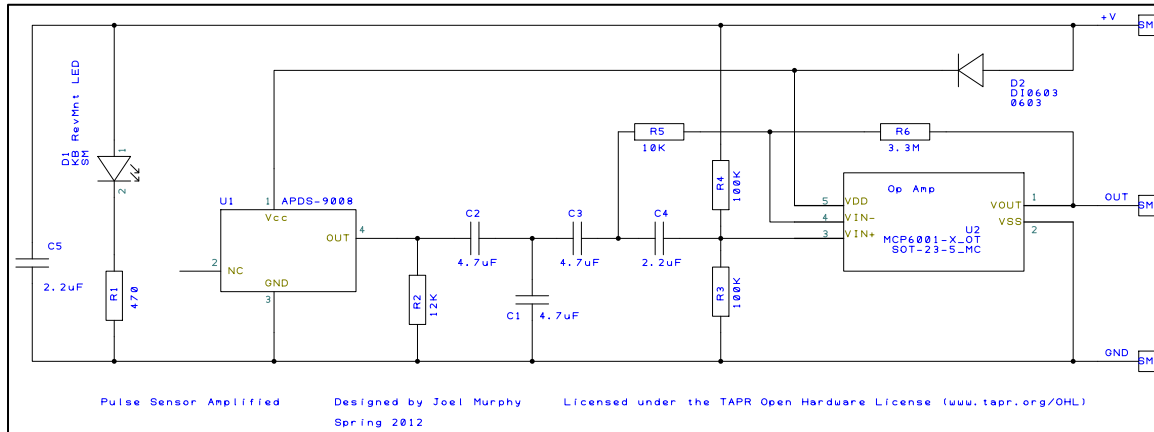 +V
SM
D2
DI0603
0603
D1
KB RevMnt LED
SM
1
2
R5
10K
R6
3.3M
R4
100K
Op Amp
U1
1
APDS-9008
Vcc
OUT
4
2
NC
GND
3
C5
2.2uF
R1
470
R2
12K
C2
4.7uF
C3
4.7uF
C4
2.2uF
C1
4.7uF
R3
100K
5
VDD
4
VIN-
3
VIN+
VOUT
1
VSS
2
U2
MCP6001-X_OT
SOT-23-5_MC
OUT
SM
GND
SM
Pulse Sensor Amplified
Designed by Joel Murphy
Licensed under the TAPR Open Hardware License (www.tapr.org/OHL)
Spring 2012